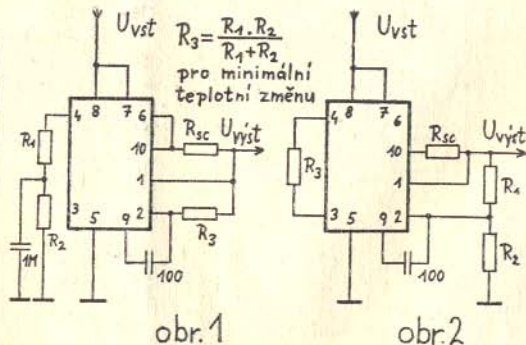 Uvst
R3 = R1 . R2
R1 + R2
pro minimální
teplotní změnu
4 8 7 6
R1
10 Rsc Uvýst
1
3 5 9 2
R2
R3
1M
100
obr.1
Uvst
4 8 7 6
Rsc Uvýst
10
R3
1
R1
3 5 9 2
R2
100
obr.2